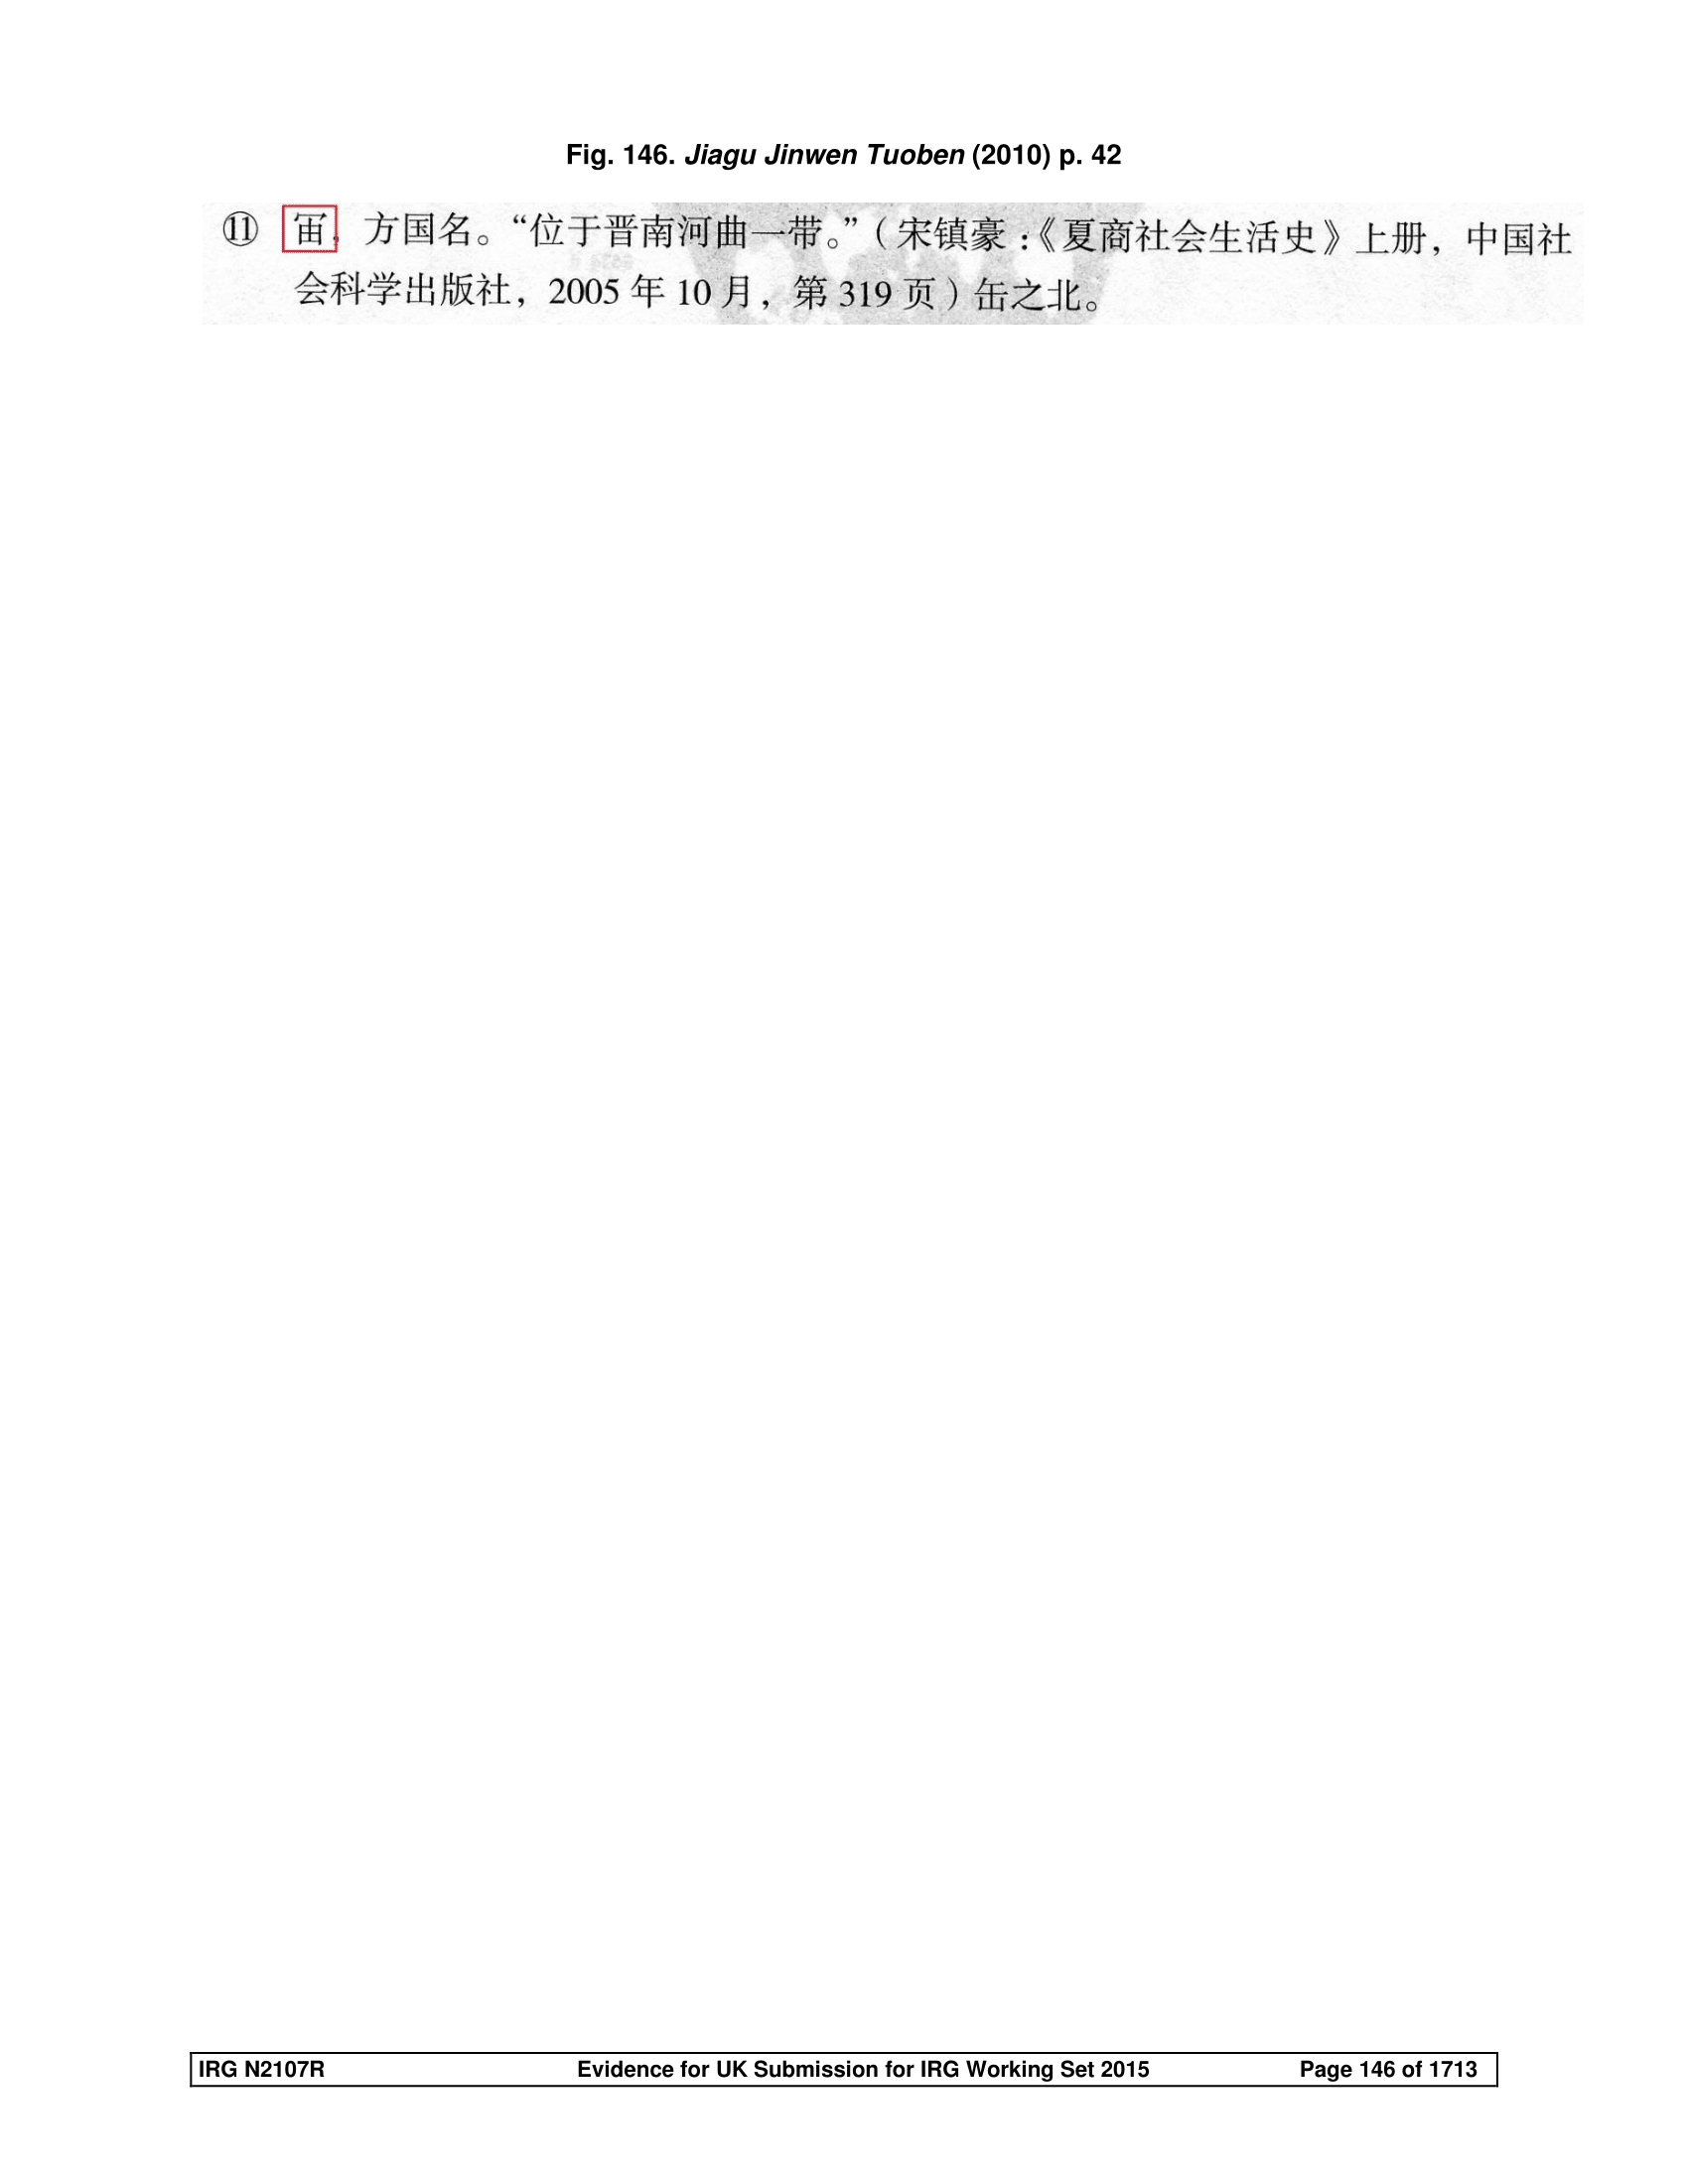 Fig. 146. Jiagu Jinwen Tuoben (2010) p. 42
⑪ , 方国名。“位于晋南河曲一带。”（宋镇豪:《夏商社会生活史》上册，中国社
会科学出版社，2005 年 10 月，第 319 页）缶之北。
IRG N2107R Evidence for UK Submission for IRG Working Set 2015 Page 146 of 1713